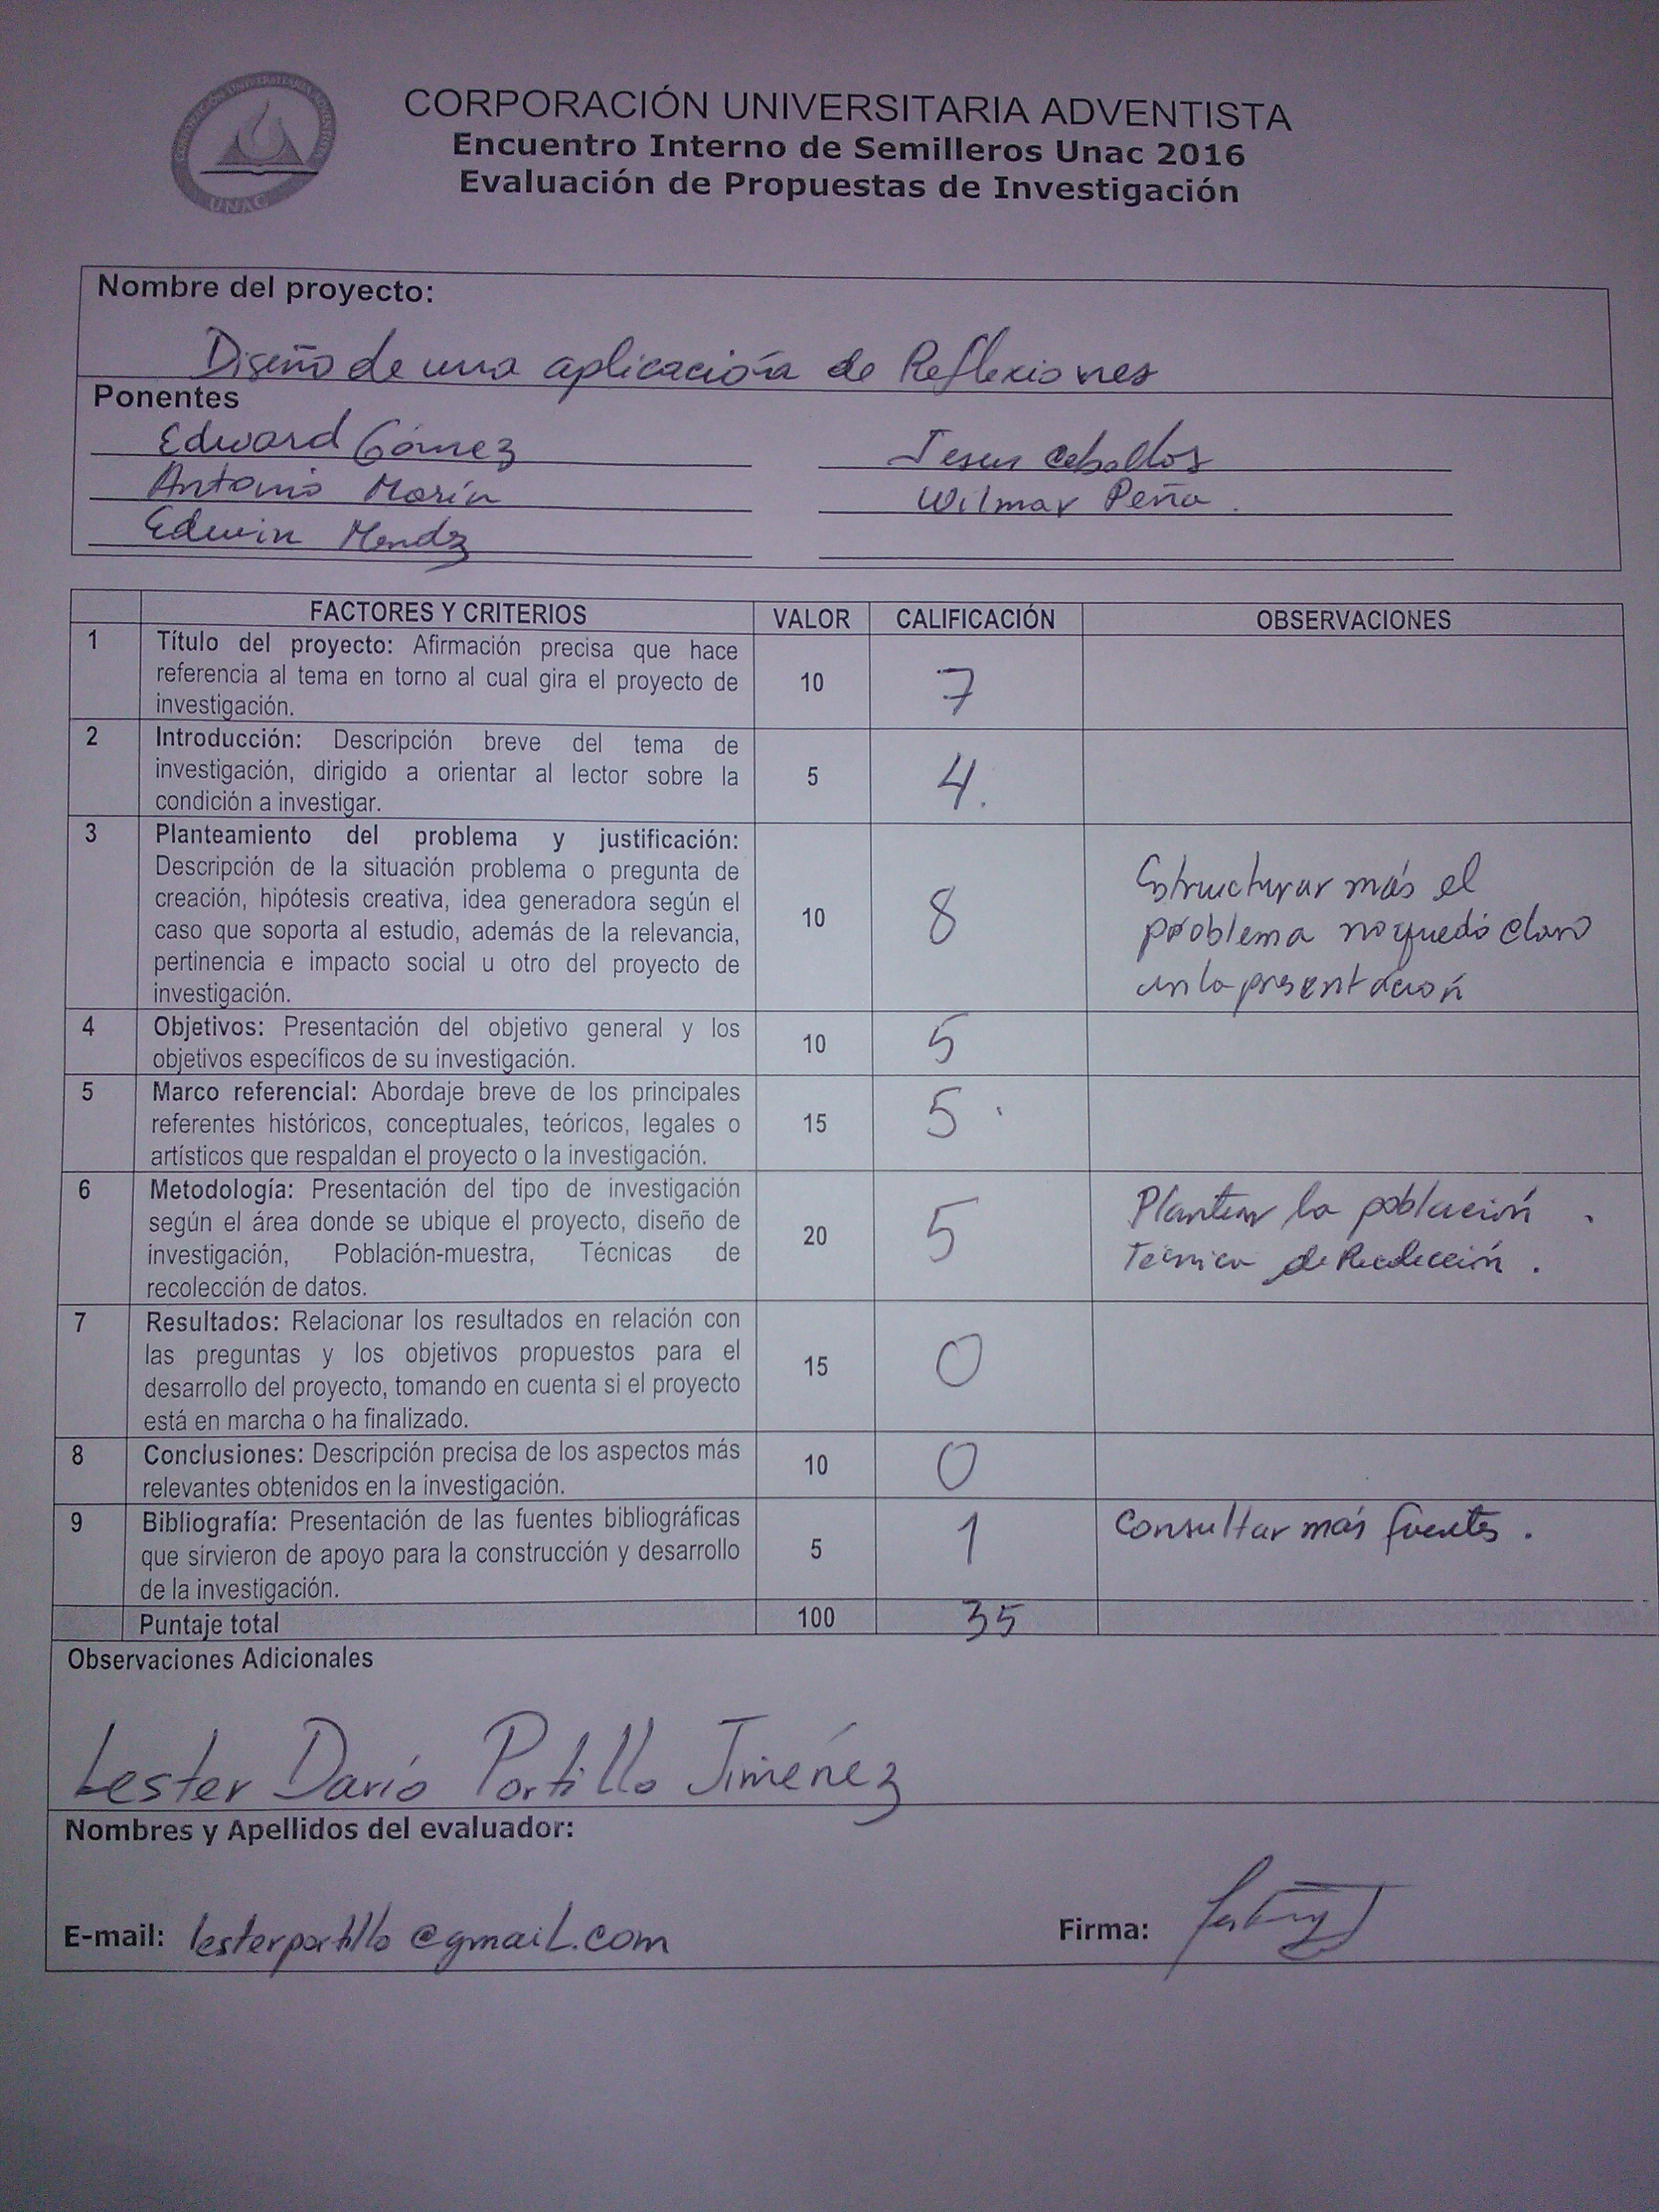 CORPORACIÓN UNIVERSITARIA ADVENTISTA
UNAC
CORPORACIÓN UNIVERSITARIA ADVENTISTA
Encuentro Interno de Semilleros Unac 2016
Evaluación de Propuestas de Investigación
Nombre del proyecto:
Diseño de una aplicación de Reflexiones
Ponentes
Edward Gómez
Jesus Ceballos
Antonio Marín
Wilmar Peña.
Edwin Mendz
FACTORES Y CRITERIOS VALOR CALIFICACIÓN OBSERVACIONES
1 Título del proyecto: Afirmación precisa que hace
referencia al tema en torno al cual gira el proyecto de
investigación.
10 7
2 Introducción: Descripción breve del tema de
investigación, dirigido a orientar al lector sobre la
condición a investigar.
5 4.
3 Planteamiento del problema y justificación:
Descripción de la situación problema o pregunta de
creación, hipótesis creativa, idea generadora según el
caso que soporta al estudio, además de la relevancia,
pertinencia e impacto social u otro del proyecto de
investigación.
10 8
Estructurar más el
problema no quedó claro
en la presentación
4 Objetivos: Presentación del objetivo general y los
objetivos específicos de su investigación.
10 5
5 Marco referencial: Abordaje breve de los principales
referentes históricos, conceptuales, teóricos, legales o
artísticos que respaldan el proyecto o la investigación.
15 5
6 Metodología: Presentación del tipo de investigación
según el área donde se ubique el proyecto, diseño de
investigación, Población-muestra, Técnicas de
recolección de datos.
20 5
Plantear la población.
Técnica de Recolección.
7 Resultados: Relacionar los resultados en relación con
las preguntas y los objetivos propuestos para el
desarrollo del proyecto, tomando en cuenta si el proyecto
está en marcha o ha finalizado.
15 0
8 Conclusiones: Descripción precisa de los aspectos más
relevantes obtenidos en la investigación.
10 0
9 Bibliografía: Presentación de las fuentes bibliográficas
que sirvieron de apoyo para la construcción y desarrollo
de la investigación.
5 1
Consultar más fuentes.
Puntaje total 100 35
Observaciones Adicionales
Lester Darío Portillo Jiménez
Nombres y Apellidos del evaluador:
E-mail: lesterportillo@gmail.com Firma: